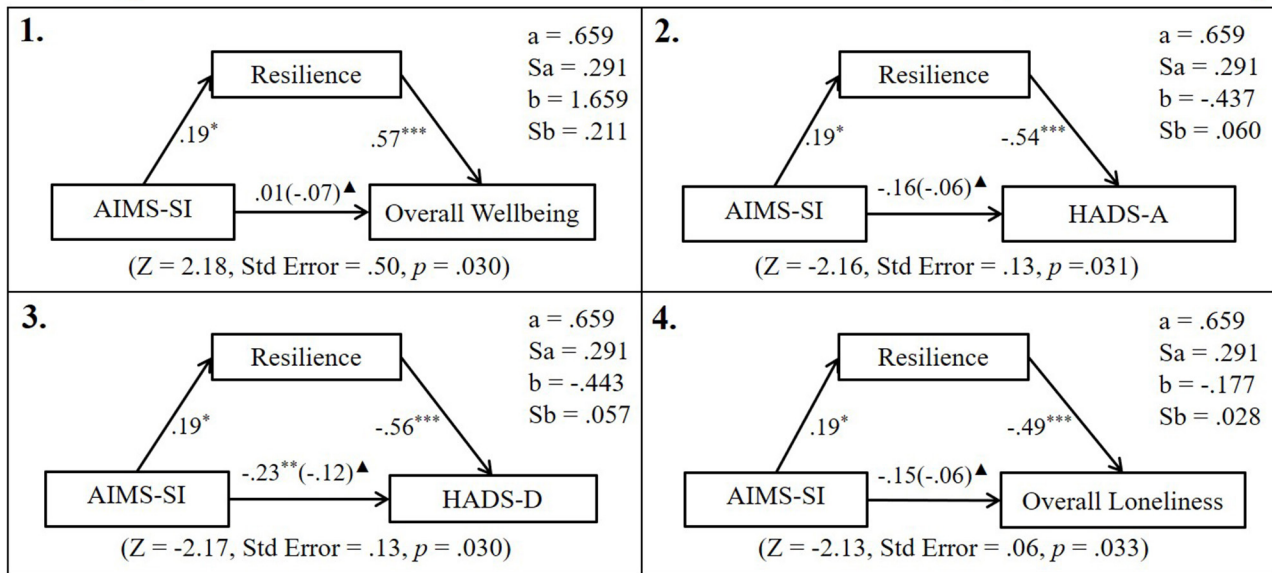 1.
a = .659
Sa = .291
b = 1.659
Sb = .211
Resilience
.19*
.57***
.01(-.07)▲
AIMS-SI
Overall Wellbeing
(Z = 2.18, Std Error = .50, p = .030)
2.
a = .659
Sa = .291
b = -.437
Sb = .060
Resilience
.19*
-.54***
-.16(-.06)▲
AIMS-SI
HADS-A
(Z = -2.16, Std Error = .13, p =.031)
3.
a = .659
Sa = .291
b = -.443
Sb = .057
Resilience
.19*
-.56***
-.23**(-.12)▲
AIMS-SI
HADS-D
(Z = -2.17, Std Error = .13, p = .030)
4.
a = .659
Sa = .291
b = -.177
Sb = .028
Resilience
.19*
-.49***
-.15(-.06)▲
AIMS-SI
Overall Loneliness
(Z = -2.13, Std Error = .06, p = .033)